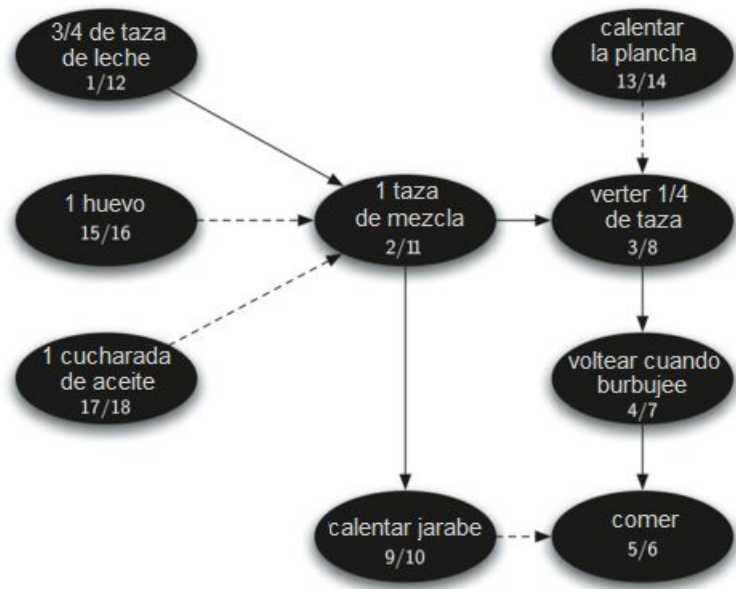 3/4 de taza
de leche
1/12
calentar
la plancha
13/14
1 huevo
15/16
1 taza
de mezcla
2/11
verter 1/4
de taza
3/8
1 cucharada
de aceite
17/18
voltear cuando
burbujee
4/7
calentar jarabe
9/10
comer
5/6